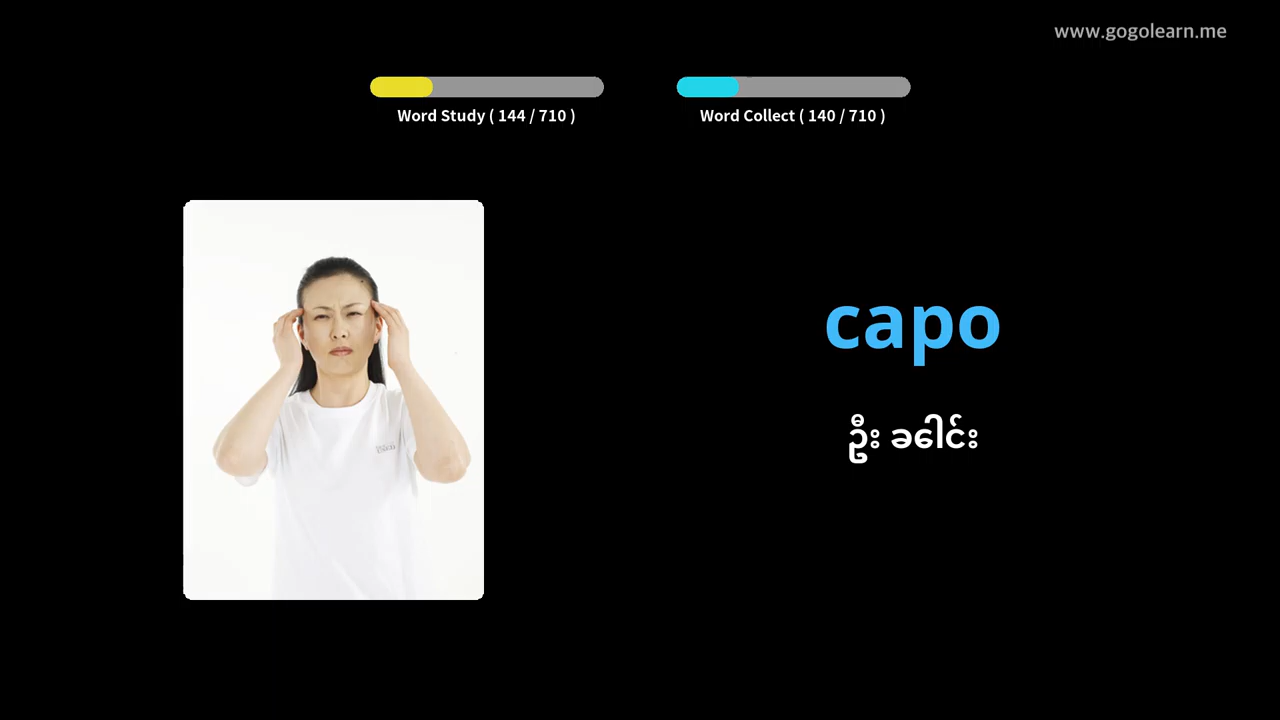 www.gogolearn.me
Word Study ( 144 / 710 )
Word Collect ( 140 / 710 )
capo
ဦး ခေါင်း